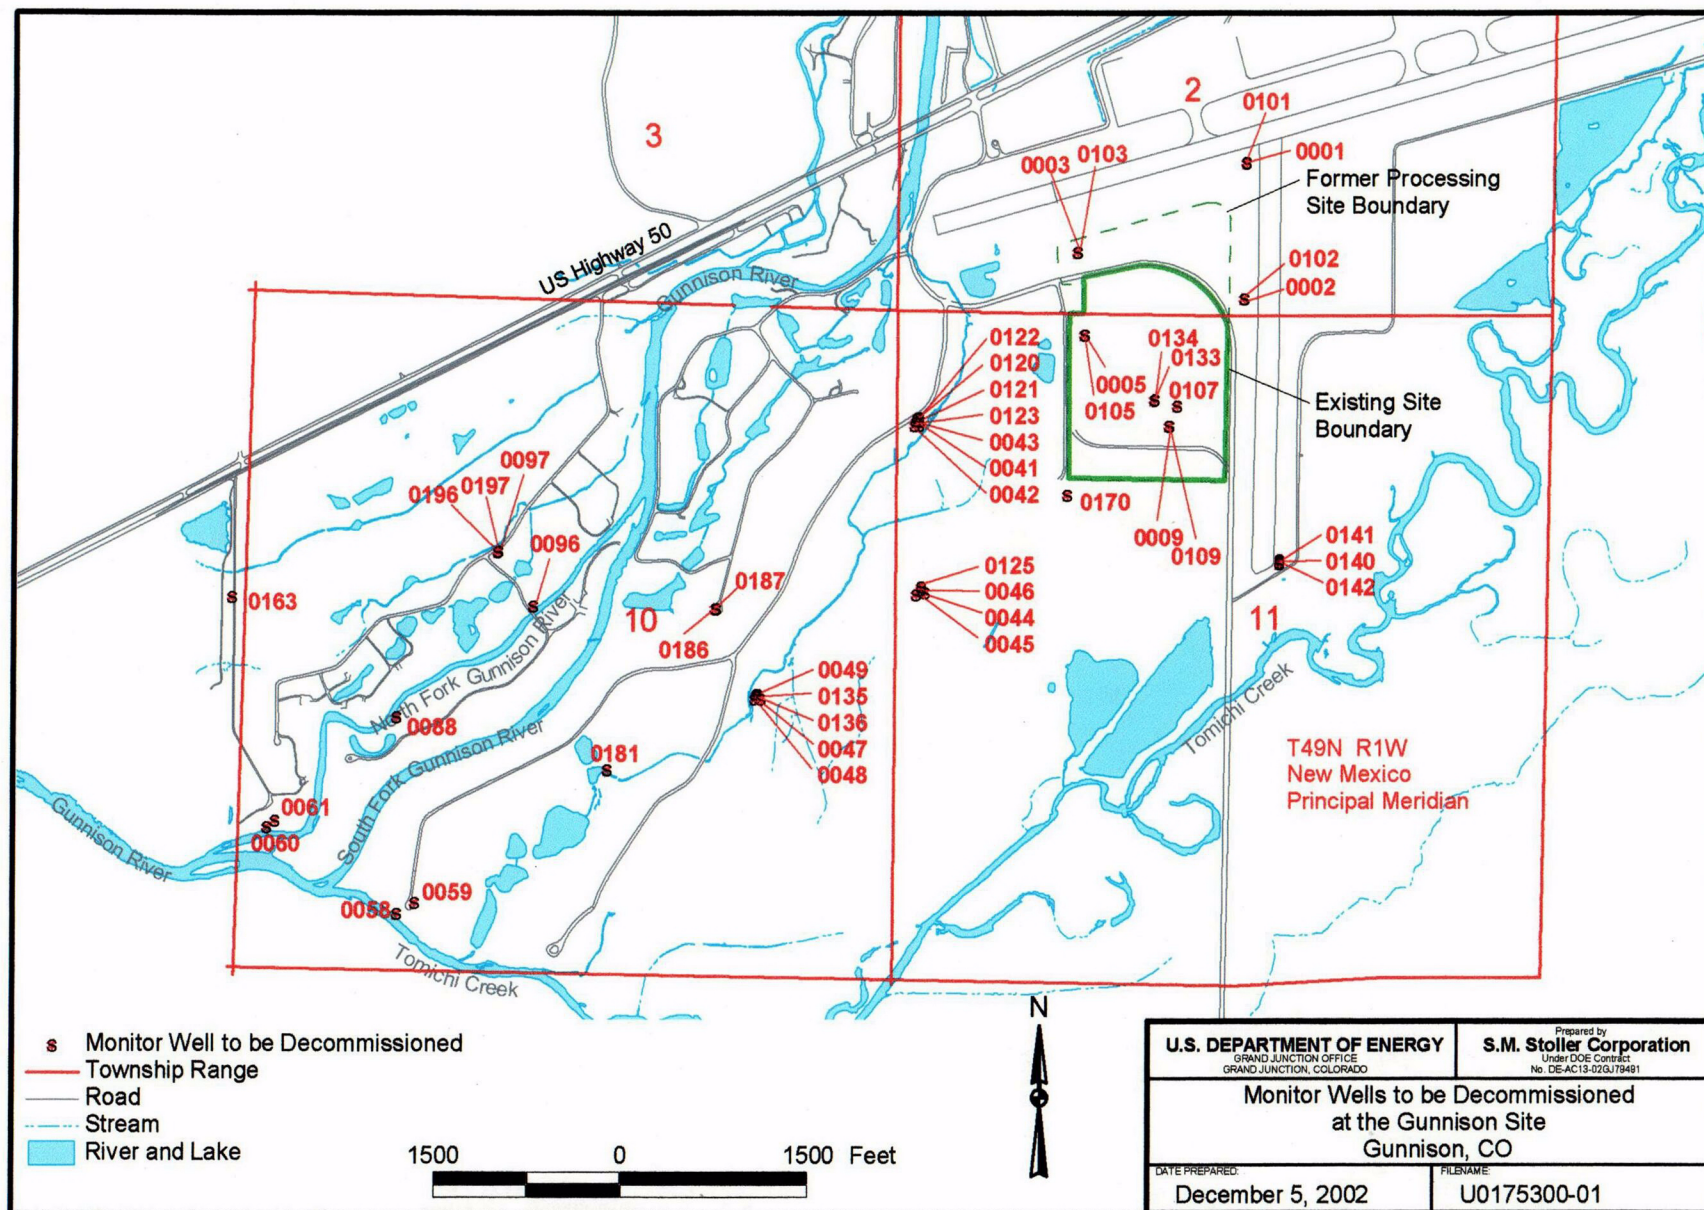 3
2
0101
0001
0003
0103
Former Processing
Site Boundary
US Highway 50
Gunnison River
0102
0002
0122
0120
0121
0123
0043
0041
0042
0134
0133
0107
0005
0105
Existing Site
Boundary
0097
0197
0196
0096
0170
0009
0109
0141
0140
0142
0125
0046
0044
0045
0163
0187
10
0186
11
North Fork Gunnison River
0088
0049
0135
0136
0047
0048
South Fork Gunnison River
0181
Tomichi Creek
T49N R1W
New Mexico
Principal Meridian
Gunnison River
0061
0060
0059
0058
Tomichi Creek
N
S Monitor Well to be Decommissioned
Township Range
Road
Stream
River and Lake
1500 0 1500 Feet
U.S. DEPARTMENT OF ENERGY
GRAND JUNCTION OFFICE
GRAND JUNCTION, COLORADO
Prepared by
S.M. Stoller Corporation
Under DOE Contract
No. DE-AC13-02GJ79491
Monitor Wells to be Decommissioned
at the Gunnison Site
Gunnison, CO
DATE PREPARED:
December 5, 2002
FILENAME:
U0175300-01